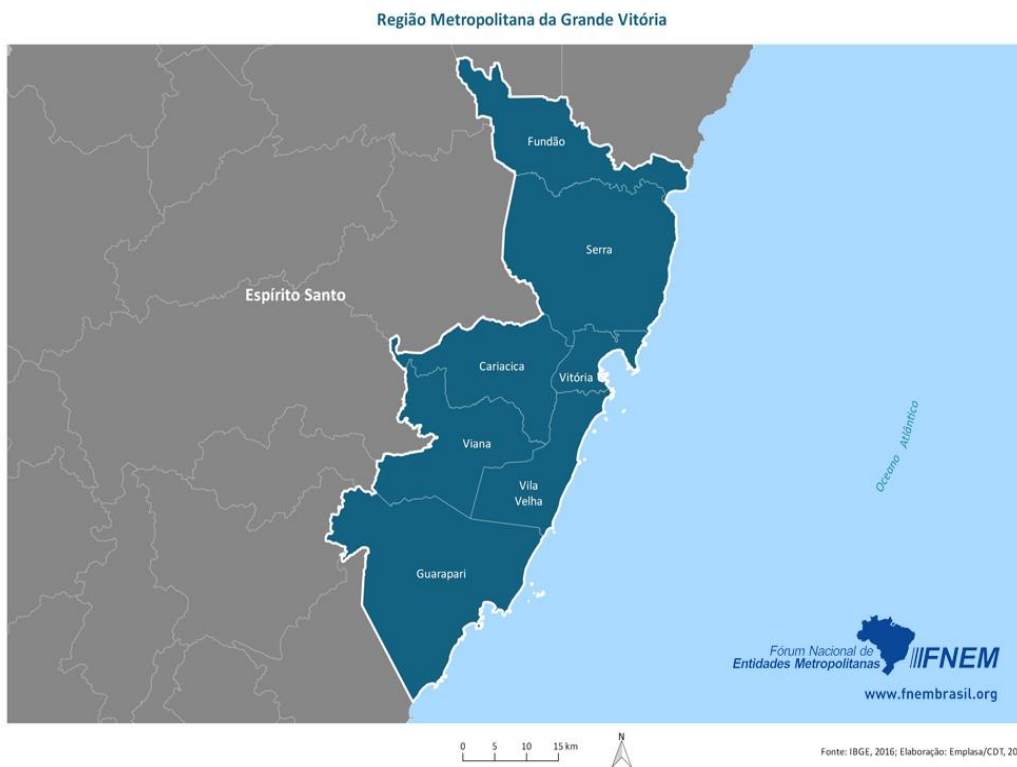 Região Metropolitana da Grande Vitória
Fundão
Serra
Espírito Santo
Cariacica
Vitória
Viana
Vila
Velha
Guarapari
Oceano Atlântico
Fórum Nacional de
Entidades Metropolitanas
FNEM
www.fnembrasil.org
0 5 10 15 km
N
Fonte: IBGE, 2016; Elaboração: Emplasa/CDT, 20